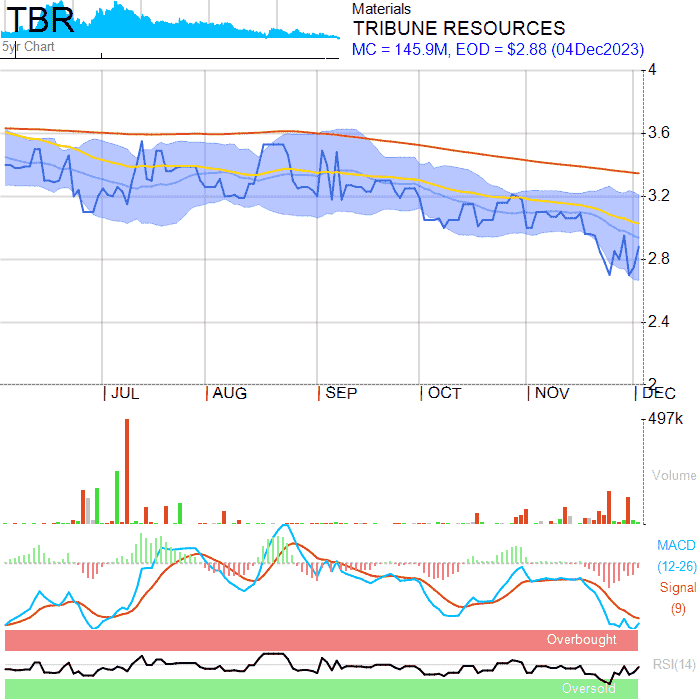 TBR
5yr Chart
Materials
TRIBUNE RESOURCES
MC = 145.9M, EOD = $2.88 (04Dec2023)
4
3.6
3.2
2.8
2.4
2
JUL AUG SEP OCT NOV DEC
497k
Volume
MACD
(12-26)
Signal
(9)
Overbought
RSI(14)
Oversold